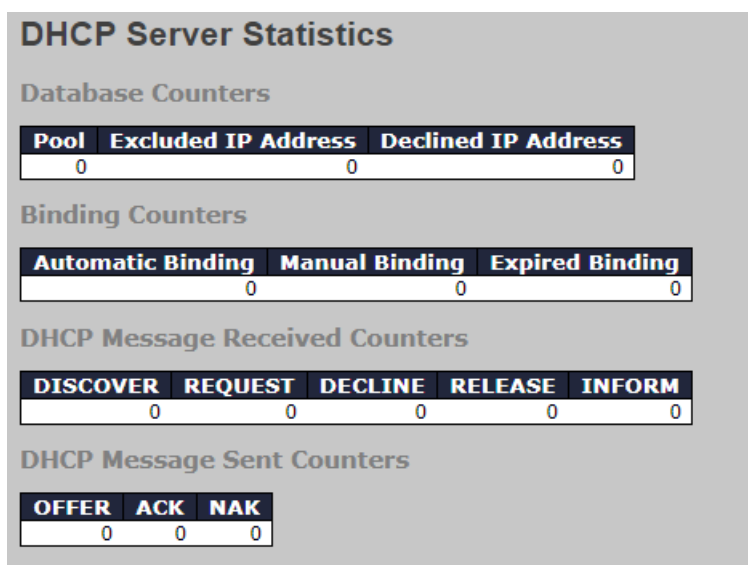 DHCP Server Statistics
Database Counters
Pool Excluded IP Address Declined IP Address
0 0 0
Binding Counters
Automatic Binding Manual Binding Expired Binding
0 0 0
DHCP Message Received Counters
DISCOVER REQUEST DECLINE RELEASE INFORM
0 0 0 0 0
DHCP Message Sent Counters
OFFER ACK NAK
0 0 0